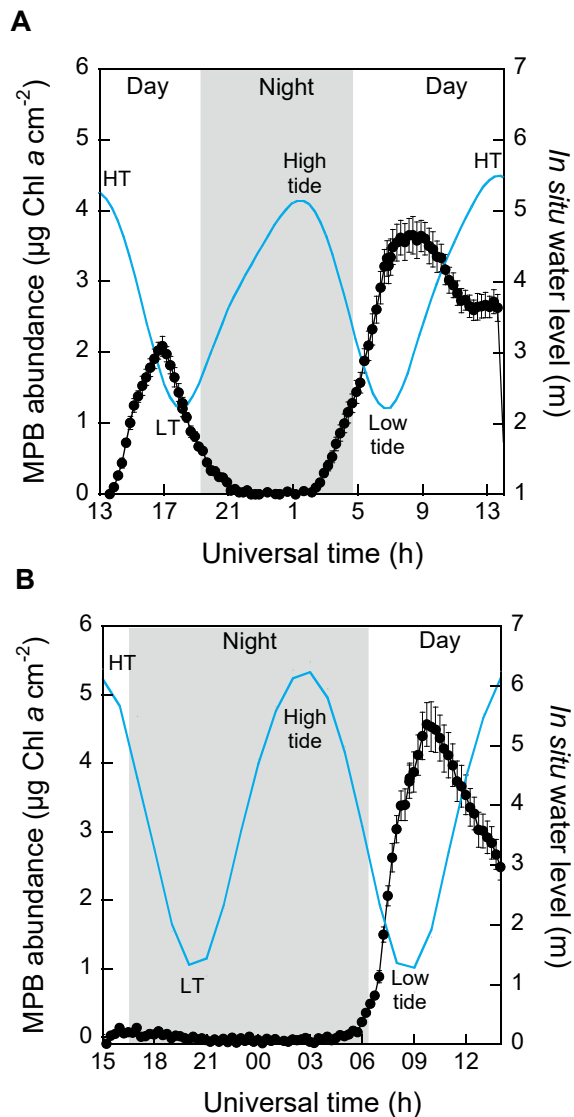 A
Day
Night
Day
HT
High
tide
HT
LT
Low
tide
6
5
4
3
2
1
0
7
6
5
4
3
2
1
13
17
21
1
5
9
13
MPB abundance (µg Chl a cm-2)
In situ water level (m)
Universal time (h)
B
Night
Day
HT
High
tide
LT
Low
tide
6
5
4
3
2
1
0
7
6
5
4
3
2
1
0
15
18
21
00
03
06
09
12
MPB abundance (µg Chl a cm-2)
In situ water level (m)
Universal time (h)